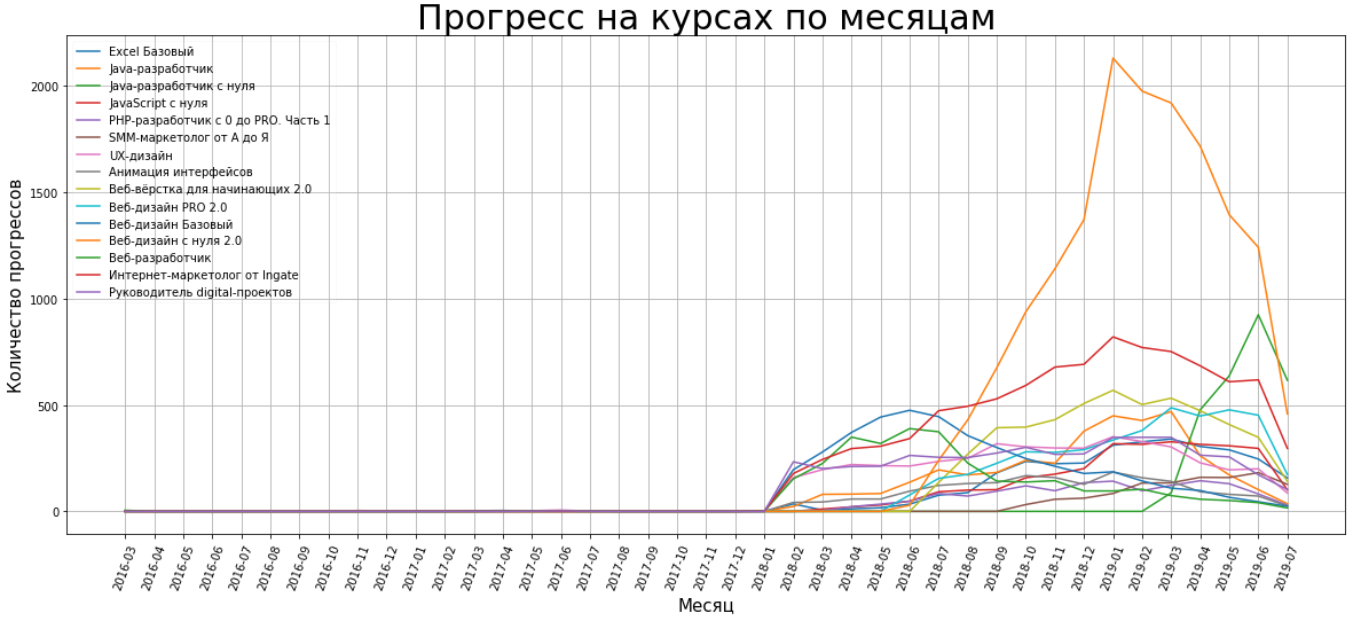 Прогресс на курсах по месяцам
Excel Базовый
Java-разработчик
Java-разработчик с нуля
JavaScript с нуля
PHP-разработчик с 0 до PRO. Часть 1
SMM-маркетолог от А до Я
UX-дизайн
Анимация интерфейсов
Веб-вёрстка для начинающих 2.0
Веб-дизайн PRO 2.0
Веб-дизайн Базовый
Веб-дизайн с нуля 2.0
Веб-разработчик
Интернет-маркетолог от Ingate
Руководитель digital-проектов
Количество прогрессов
2000
1500
1000
500
0
2016-03
2016-04
2016-05
2016-06
2016-07
2016-08
2016-09
2016-10
2016-11
2016-12
2017-01
2017-02
2017-03
2017-04
2017-05
2017-06
2017-07
2017-08
2017-09
2017-10
2017-11
2017-12
2018-01
2018-02
2018-03
2018-04
2018-05
2018-06
2018-07
2018-08
2018-09
2018-10
2018-11
2018-12
2019-01
2019-02
2019-03
2019-04
2019-05
2019-06
2019-07
Месяц